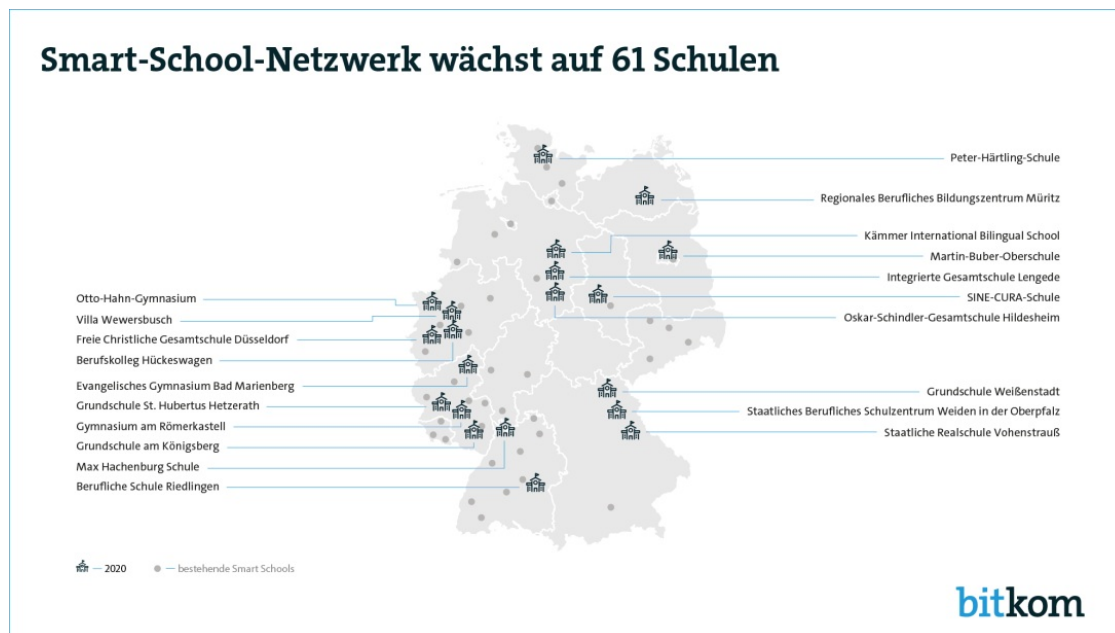 Smart-School-Netzwerk wächst auf 61 Schulen
Peter-Härtling-Schule
Regionales Berufliches Bildungszentrum Müritz
Kämmer International Bilingual School
Martin-Buber-Oberschule
Integrierte Gesamtschule Lengede
SINE-CURA-Schule
Oskar-Schindler-Gesamtschule Hildesheim
Otto-Hahn-Gymnasium
Villa Wewersbusch
Freie Christliche Gesamtschule Düsseldorf
Berufskolleg Hückeswagen
Evangelisches Gymnasium Bad Marienberg
Grundschule St. Hubertus Hetzerath
Gymnasium am Römerkastell
Grundschule am Königsberg
Max Hachenburg Schule
Berufliche Schule Riedlingen
Grundschule Weißenstadt
Staatliches Berufliches Schulzentrum Weiden in der Oberpfalz
Staatliche Realschule Vohenstrauß
2020
bestehende Smart Schools
bitkom